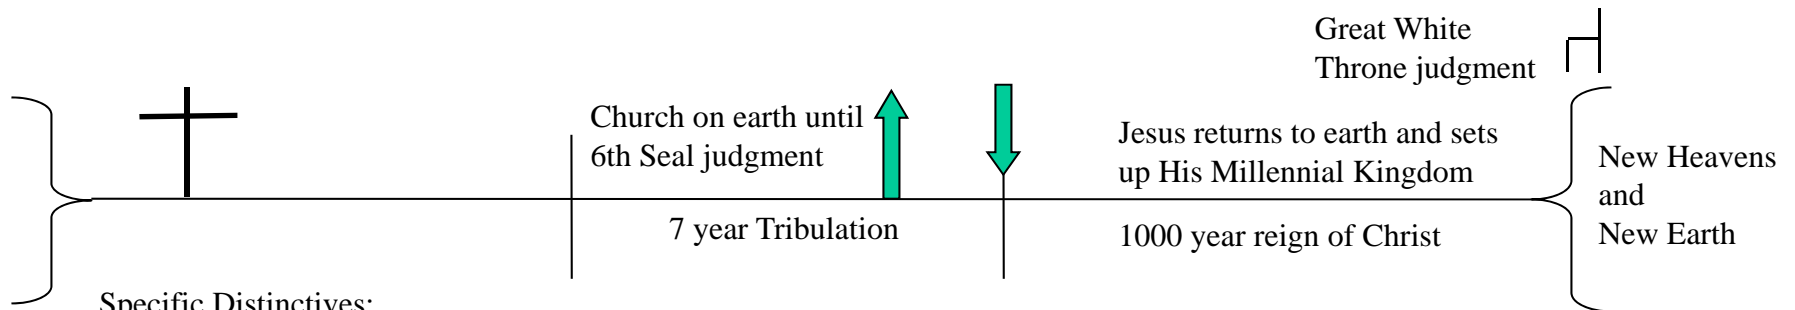 Great White
Throne judgment
Church on earth until
6th Seal judgment
Jesus returns to earth and sets
up His Millennial Kingdom
New Heavens
and
New Earth
7 year Tribulation
1000 year reign of Christ
Specific Distinctives: